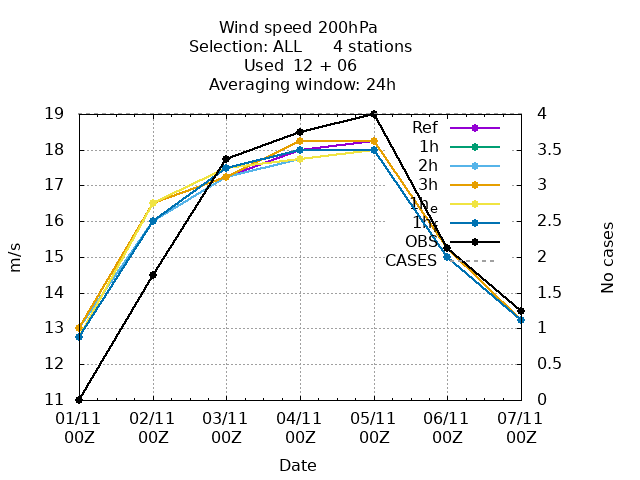 Wind speed 200hPa
Selection: ALL 4 stations
Used 12 + 06
Averaging window: 24h
19 4
Ref
1h
18 3.5
2h
17 3
3h
1h_e
16 2.5
OBS
15 2
CASES
14 1.5
13 1
12 0.5
11 0
m/s
No cases
01/11 02/11 03/11 04/11 05/11 06/11 07/11
00Z 00Z 00Z 00Z 00Z 00Z 00Z
Date